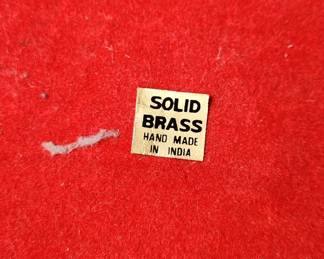 SOLID
BRASS
HAND MADE
IN INDIA